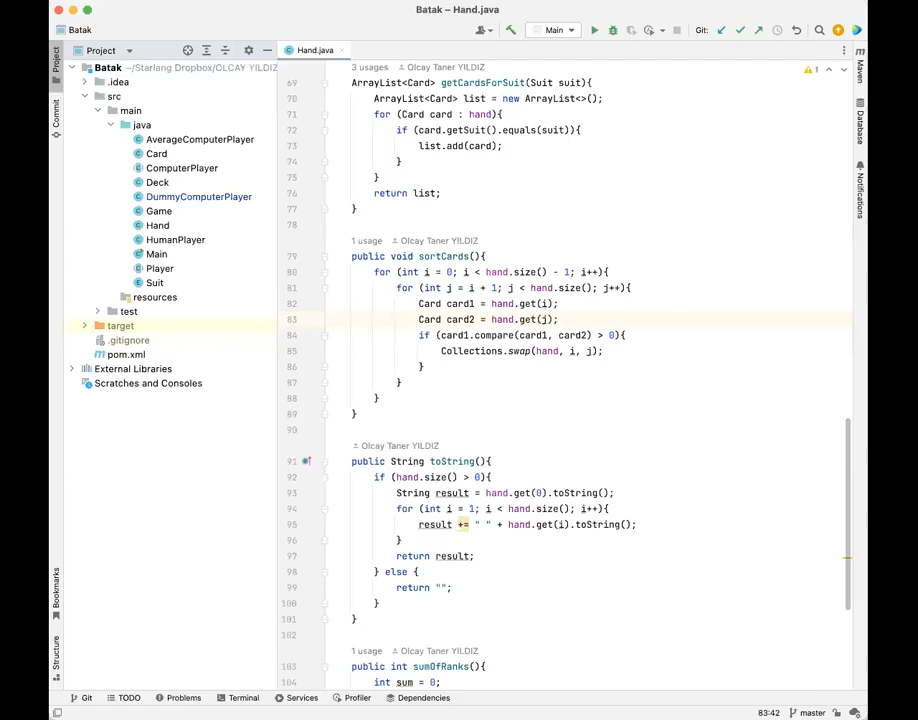 Batak – Hand.java
Batak
Main
Git:
Project
Hand.java
Batak ~/Starlang Dropbox/OLCAY YILDIZ
.idea
src
main
java
AverageComputerPlayer
Card
ComputerPlayer
Deck
DummyComputerPlayer
Game
Hand
HumanPlayer
Main
Player
Suit
resources
test
target
.gitignore
pom.xml
External Libraries
Scratches and Consoles
Project
Commit
Bookmarks
Structure
3 usages Olcay Taner YILDIZ
1
69 ArrayList<Card> getCardsForSuit(Suit suit){
70 ArrayList<Card> list = new ArrayList<>();
71 for (Card card : hand){
72 if (card.getSuit().equals(suit)){
73 list.add(card);
74 }
75 }
76 return list;
77 }
78
1 usage Olcay Taner YILDIZ
79 public void sortCards(){
80 for (int i = 0; i < hand.size() - 1; i++){
81 for (int j = i + 1; j < hand.size(); j++){
82 Card card1 = hand.get(i);
83 Card card2 = hand.get(j);
84 if (card1.compare(card1, card2) > 0){
85 Collections.swap(hand, i, j);
86 }
87 }
88 }
89 }
90
Olcay Taner YILDIZ
91 public String toString(){
92 if (hand.size() > 0){
93 String result = hand.get(0).toString();
94 for (int i = 1; i < hand.size(); i++){
95 result += " " + hand.get(i).toString();
96 }
97 return result;
98 } else {
99 return "";
100 }
101 }
102
1 usage Olcay Taner YILDIZ
103 public int sumOfRanks(){
104 int sum = 0;
Maven
Database
Notifications
Git TODO Problems Terminal Services Profiler Dependencies
83:42 master